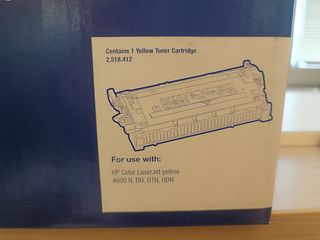 Contains 1 Yellow Toner Cartridge
2.518.412
For use with:
HP Color LaserJet yellow
4600 N, DN, DTN, HDN